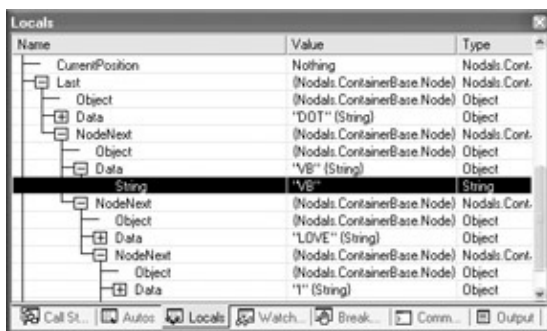 Locals
Name Value Type
CurrentPosition Nothing Nodals.Cont
Last {Nodals.ContainerBase.Node} Nodals.Cont
Object {Nodals.ContainerBase.Node} Object
Data "DOT" {String} Object
NodeNext {Nodals.ContainerBase.Node} Nodals.Cont
Object {Nodals.ContainerBase.Node} Object
Data "VB" {String} Object
String "VB" String
NodeNext {Nodals.ContainerBase.Node} Nodals.Cont
Object {Nodals.ContainerBase.Node} Object
Data "LOVE" {String} Object
NodeNext {Nodals.ContainerBase.Node} Nodals.Cont
Object {Nodals.ContainerBase.Node} Object
Data "1" {String} Object
Call St... Autos Locals Watch... Break... Comm... Output